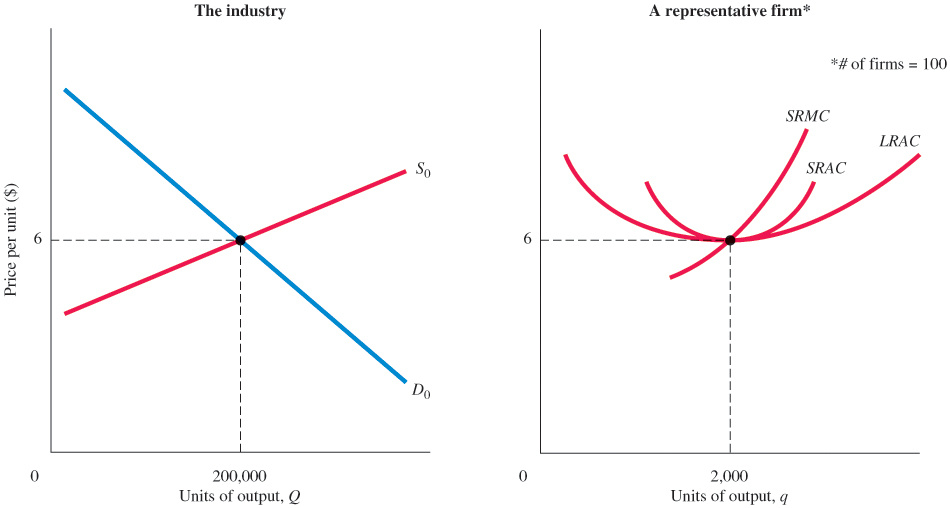 The industry
Price per unit ($)
6
S0
D0
0
200,000
Units of output, Q
A representative firm*
*# of firms = 100
SRMC
LRAC
SRAC
6
0
2,000
Units of output, q